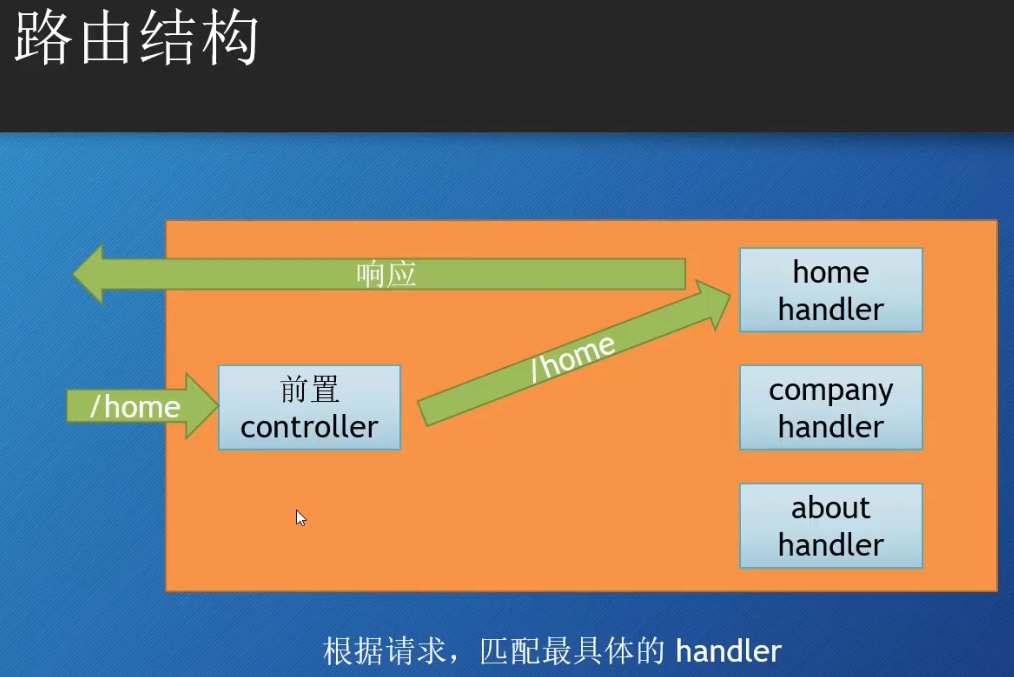 路由结构
响应
home
handler
/home
/home
前置
controller
company
handler
about
handler
根据请求，匹配最具体的 handler